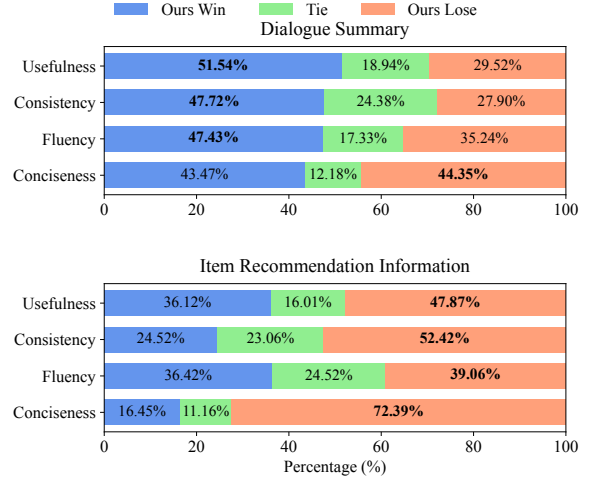 Ours Win Tie Ours Lose
Dialogue Summary
Usefulness 51.54% 18.94% 29.52%
Consistency 47.72% 24.38% 27.90%
Fluency 47.43% 17.33% 35.24%
Conciseness 43.47% 12.18% 44.35%
0 20 40 60 80 100
Item Recommendation Information
Usefulness 36.12% 16.01% 47.87%
Consistency 24.52% 23.06% 52.42%
Fluency 36.42% 24.52% 39.06%
Conciseness 16.45% 11.16% 72.39%
0 20 40 60 80 100
Percentage (%)